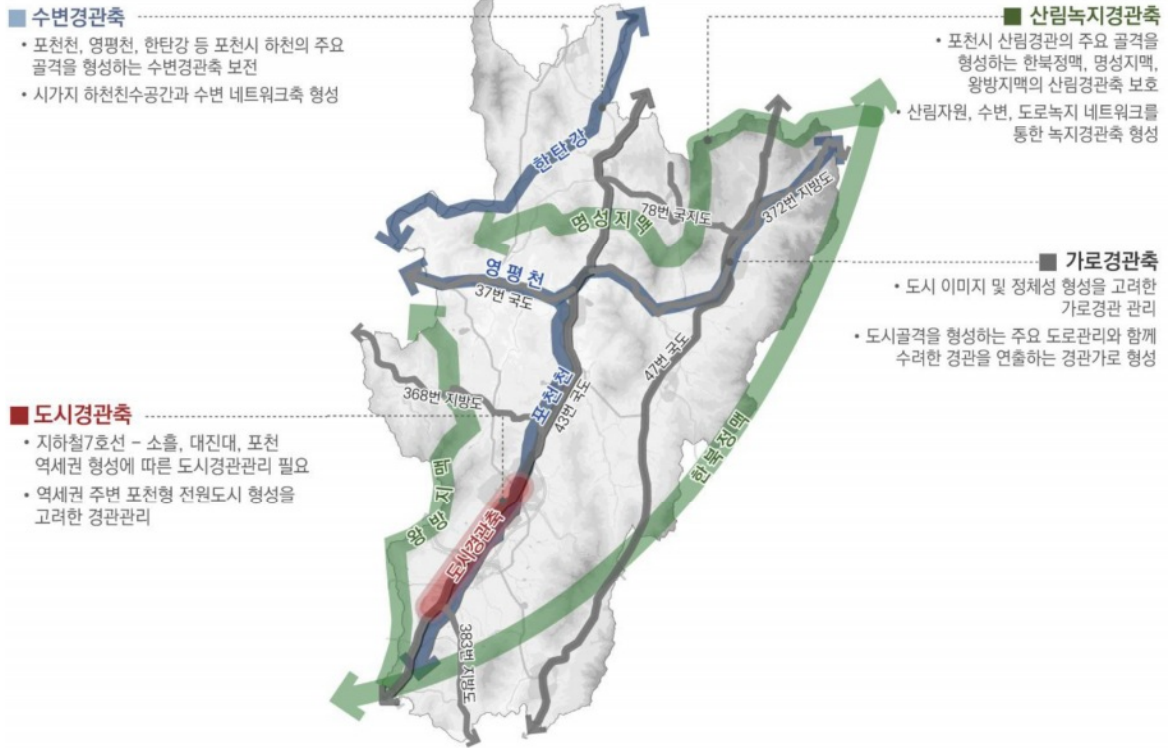 수변경관축
• 포천천, 영평천, 한탄강 등 포천시 하천의 주요
골격을 형성하는 수변경관축 보전
• 시가지 하천친수공간과 수변 네트워크축 형성
산림녹지경관축
• 포천시 산림경관의 주요 골격을
형성하는 한북정맥, 명성지맥,
왕방지맥의 산림경관축 보호
• 산림자원, 수변, 도로녹지 네트워크를
통한 녹지경관축 형성
한탄강
명성지맥
78번 국지도
372번 지방도
영평천
37번 국도
가로경관축
• 도시 이미지 및 정체성 형성을 고려한
가로경관 관리
• 도시골격을 형성하는 주요 도로관리와 함께
수려한 경관을 연출하는 경관가로 형성
47번 국도
포천천
43번 국도
368번 지방도
한북정맥
도시경관축
• 지하철7호선 – 소흘, 대진대, 포천
역세권 형성에 따른 도시경관관리 필요
• 역세권 주변 포천형 전원도시 형성을
고려한 경관관리
왕방지맥
도시경관축
383번 지방도